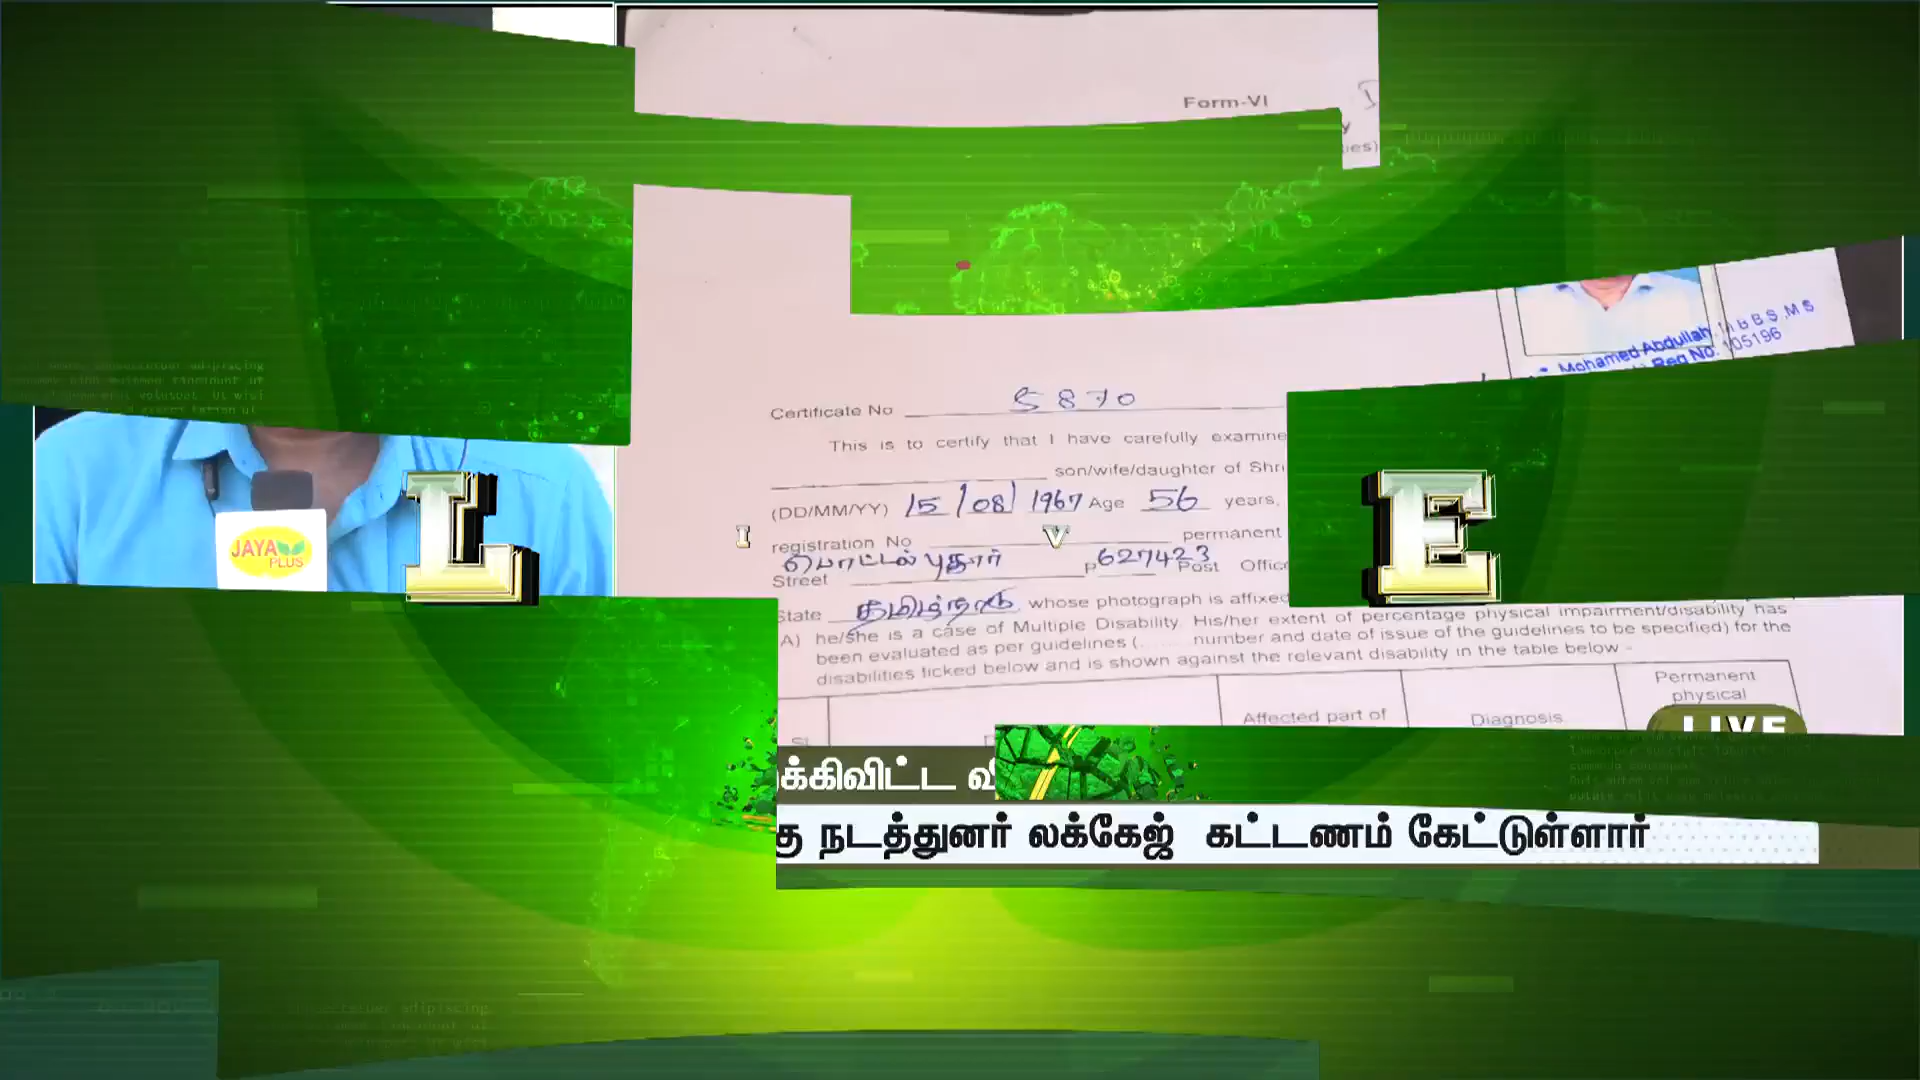 Form-VI
ies)
Mohamed Abdullah, M B B S ,M S
Reg No. 105196
Certificate No 5870
This is to certify that I have carefully examine
son/wife/daughter of Shri
(DD/MM/YY) 15/08/ 1967 Age 56 years,
registration No permanent
பொட்டல் புதூர் P 627423
Street Post Offic
State தமிழ்நாடு whose photograph is affixed
A) he/she is a case of Multiple Disability. His/her extent of percentage physical impairment/disability has
been evaluated as per guidelines (. number and date of issue of the guidelines to be specified) for the
disabilities ticked below and is shown against the relevant disability in the table below -
Affected part of
Diagnosis
Permanent
physical
JAYA
PLUS
L I V E
LIVE
க்கிவிட்ட வி
கு நடத்துனர் லக்கேஜ் கட்டணம் கேட்டுள்ளார்